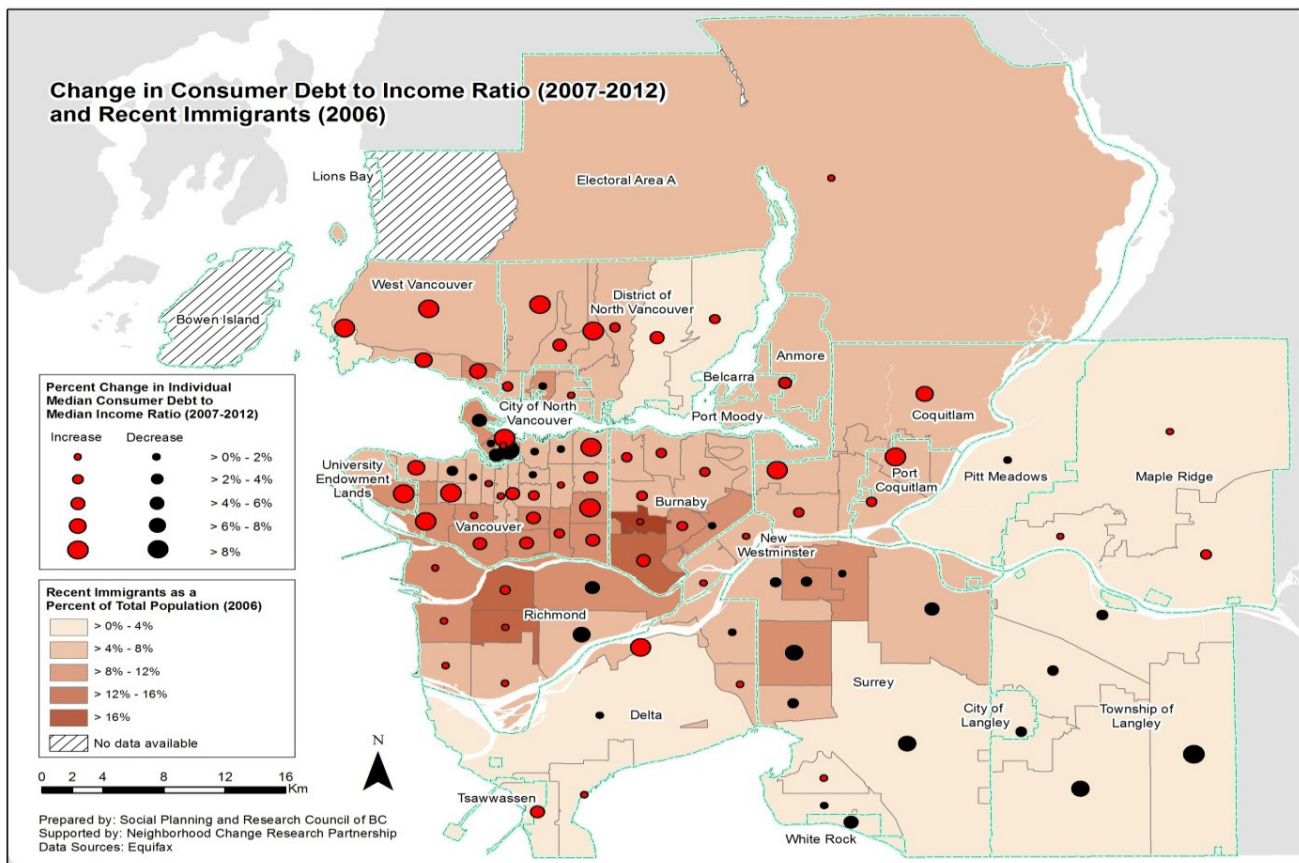 Change in Consumer Debt to Income Ratio (2007-2012)
and Recent Immigrants (2006)
Lions Bay
Electoral Area A
West Vancouver
District of
North Vancouver
Bowen Island
Anmore
Belcarra
City of North
Vancouver
Port Moody
Coquitlam
University
Endowment
Lands
Port
Coquitlam
Pitt Meadows
Maple Ridge
Burnaby
Vancouver
New
Westminster
Richmond
Surrey
Delta
City of
Langley
Township of
Langley
Tsawwassen
White Rock
Percent Change in Individual
Median Consumer Debt to
Median Income Ratio (2007-2012)
Increase Decrease
> 0% - 2%
> 2% - 4%
> 4% - 6%
> 6% - 8%
> 8%
Recent Immigrants as a
Percent of Total Population (2006)
> 0% - 4%
> 4% - 8%
> 8% - 12%
> 12% - 16%
> 16%
No data available
N
0 2 4 8 12 16
Km
Prepared by: Social Planning and Research Council of BC
Supported by: Neighborhood Change Research Partnership
Data Sources: Equifax